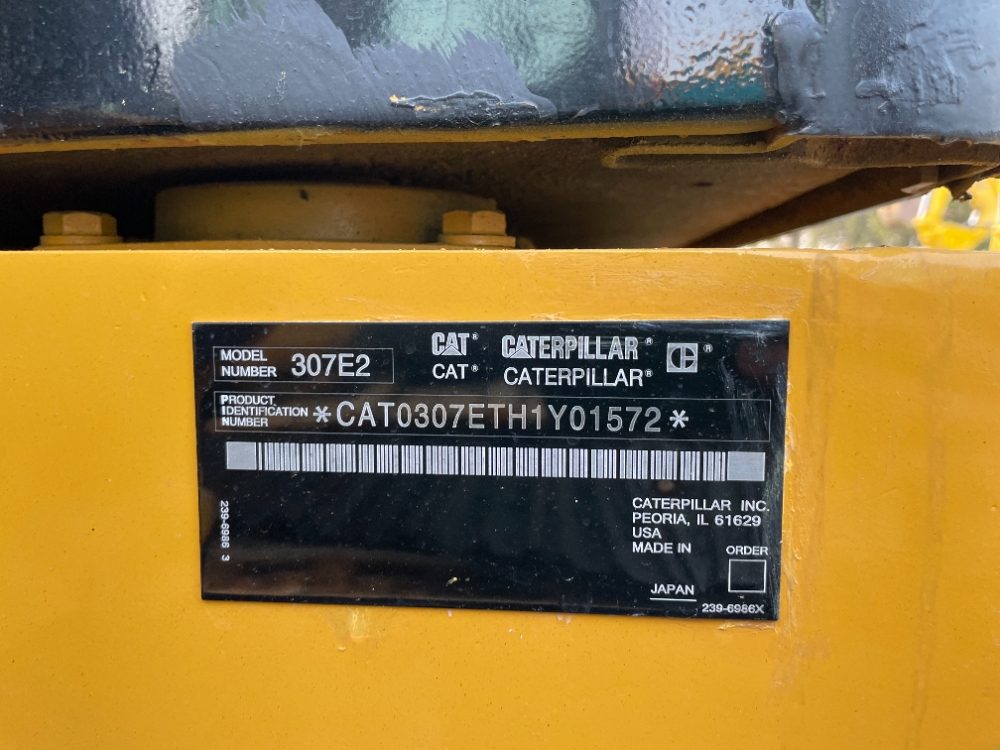 MODEL NUMBER 307E2
CAT® CATERPILLAR® C®
CAT® CATERPILLAR®
PRODUCT IDENTIFICATION NUMBER *CAT0307ETH1Y01572*
239-6986 3
CATERPILLAR INC.
PEORIA, IL 61629
USA
MADE IN
ORDER
JAPAN
239-6986X